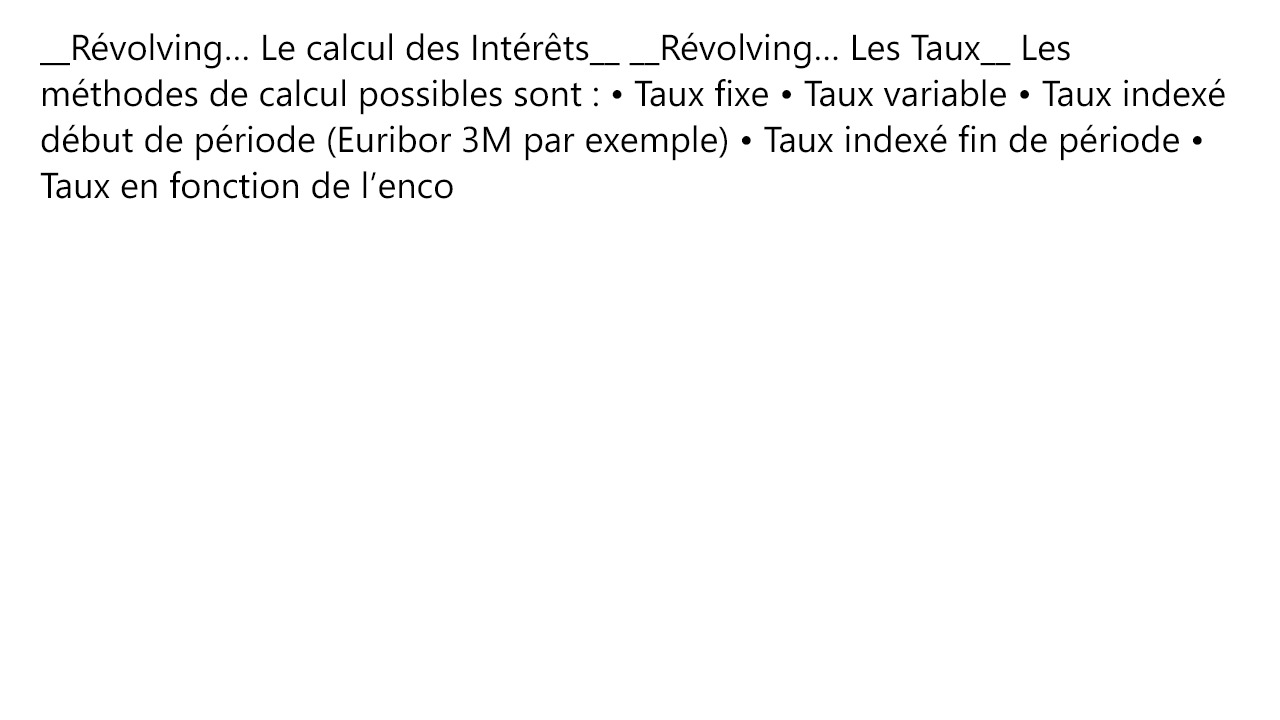 __Révolving... Le calcul des Intérêts__ __Révolving... Les Taux__ Les
méthodes de calcul possibles sont : • Taux fixe • Taux variable • Taux indexé
début de période (Euribor 3M par exemple) • Taux indexé fin de période •
Taux en fonction de l’enco